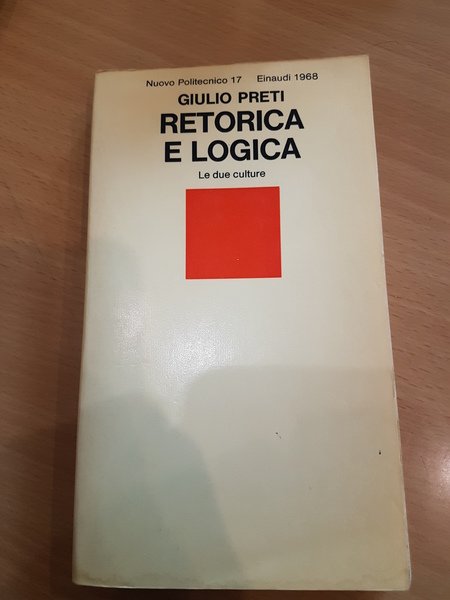 Nuovo Politecnico 17 Einaudi 1968
GIULIO PRETI
RETORICA
E LOGICA
Le due culture